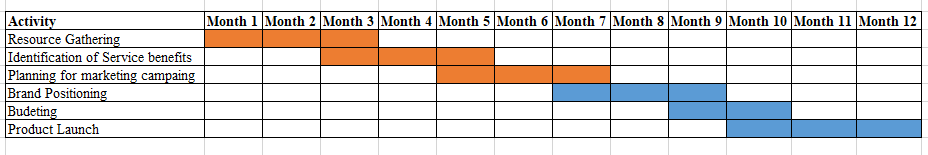 Activity Month 1 Month 2 Month 3 Month 4 Month 5 Month 6 Month 7 Month 8 Month 9 Month 10 Month 11 Month 12
Resource Gathering
Identification of Service benefits
Planning for marketing campaing
Brand Positioning
Budeting
Product Launch